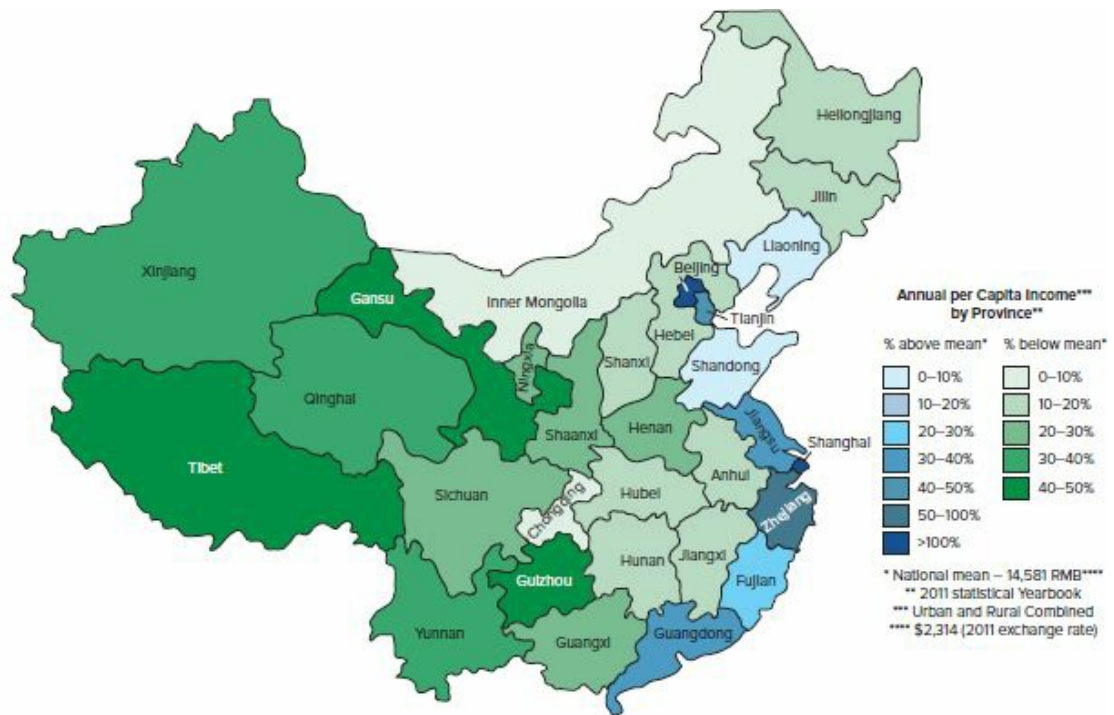 Heilongjiang
Jilin
Liaoning
Xinjiang
Beijing
Gansu
Inner Mongolia
Tianjin
Hebei
Ningxia
Shanxi
Shandong
Qinghai
Shaanxi
Henan
Jiangsu
Shanghai
Tibet
Sichuan
Anhui
Chongqing
Hubei
Zhejiang
Hunan
Jiangxi
Guizhou
Fujian
Yunnan
Guangxi
Guangdong
Annual per Capita Income***
by Province**
% above mean* % below mean*
0–10% 0–10%
10–20% 10–20%
20–30% 20–30%
30–40% 30–40%
40–50% 40–50%
50–100%
>100%
* National mean – 14,581 RMB****
** 2011 statistical Yearbook
*** Urban and Rural Combined
**** $2,314 (2011 exchange rate)